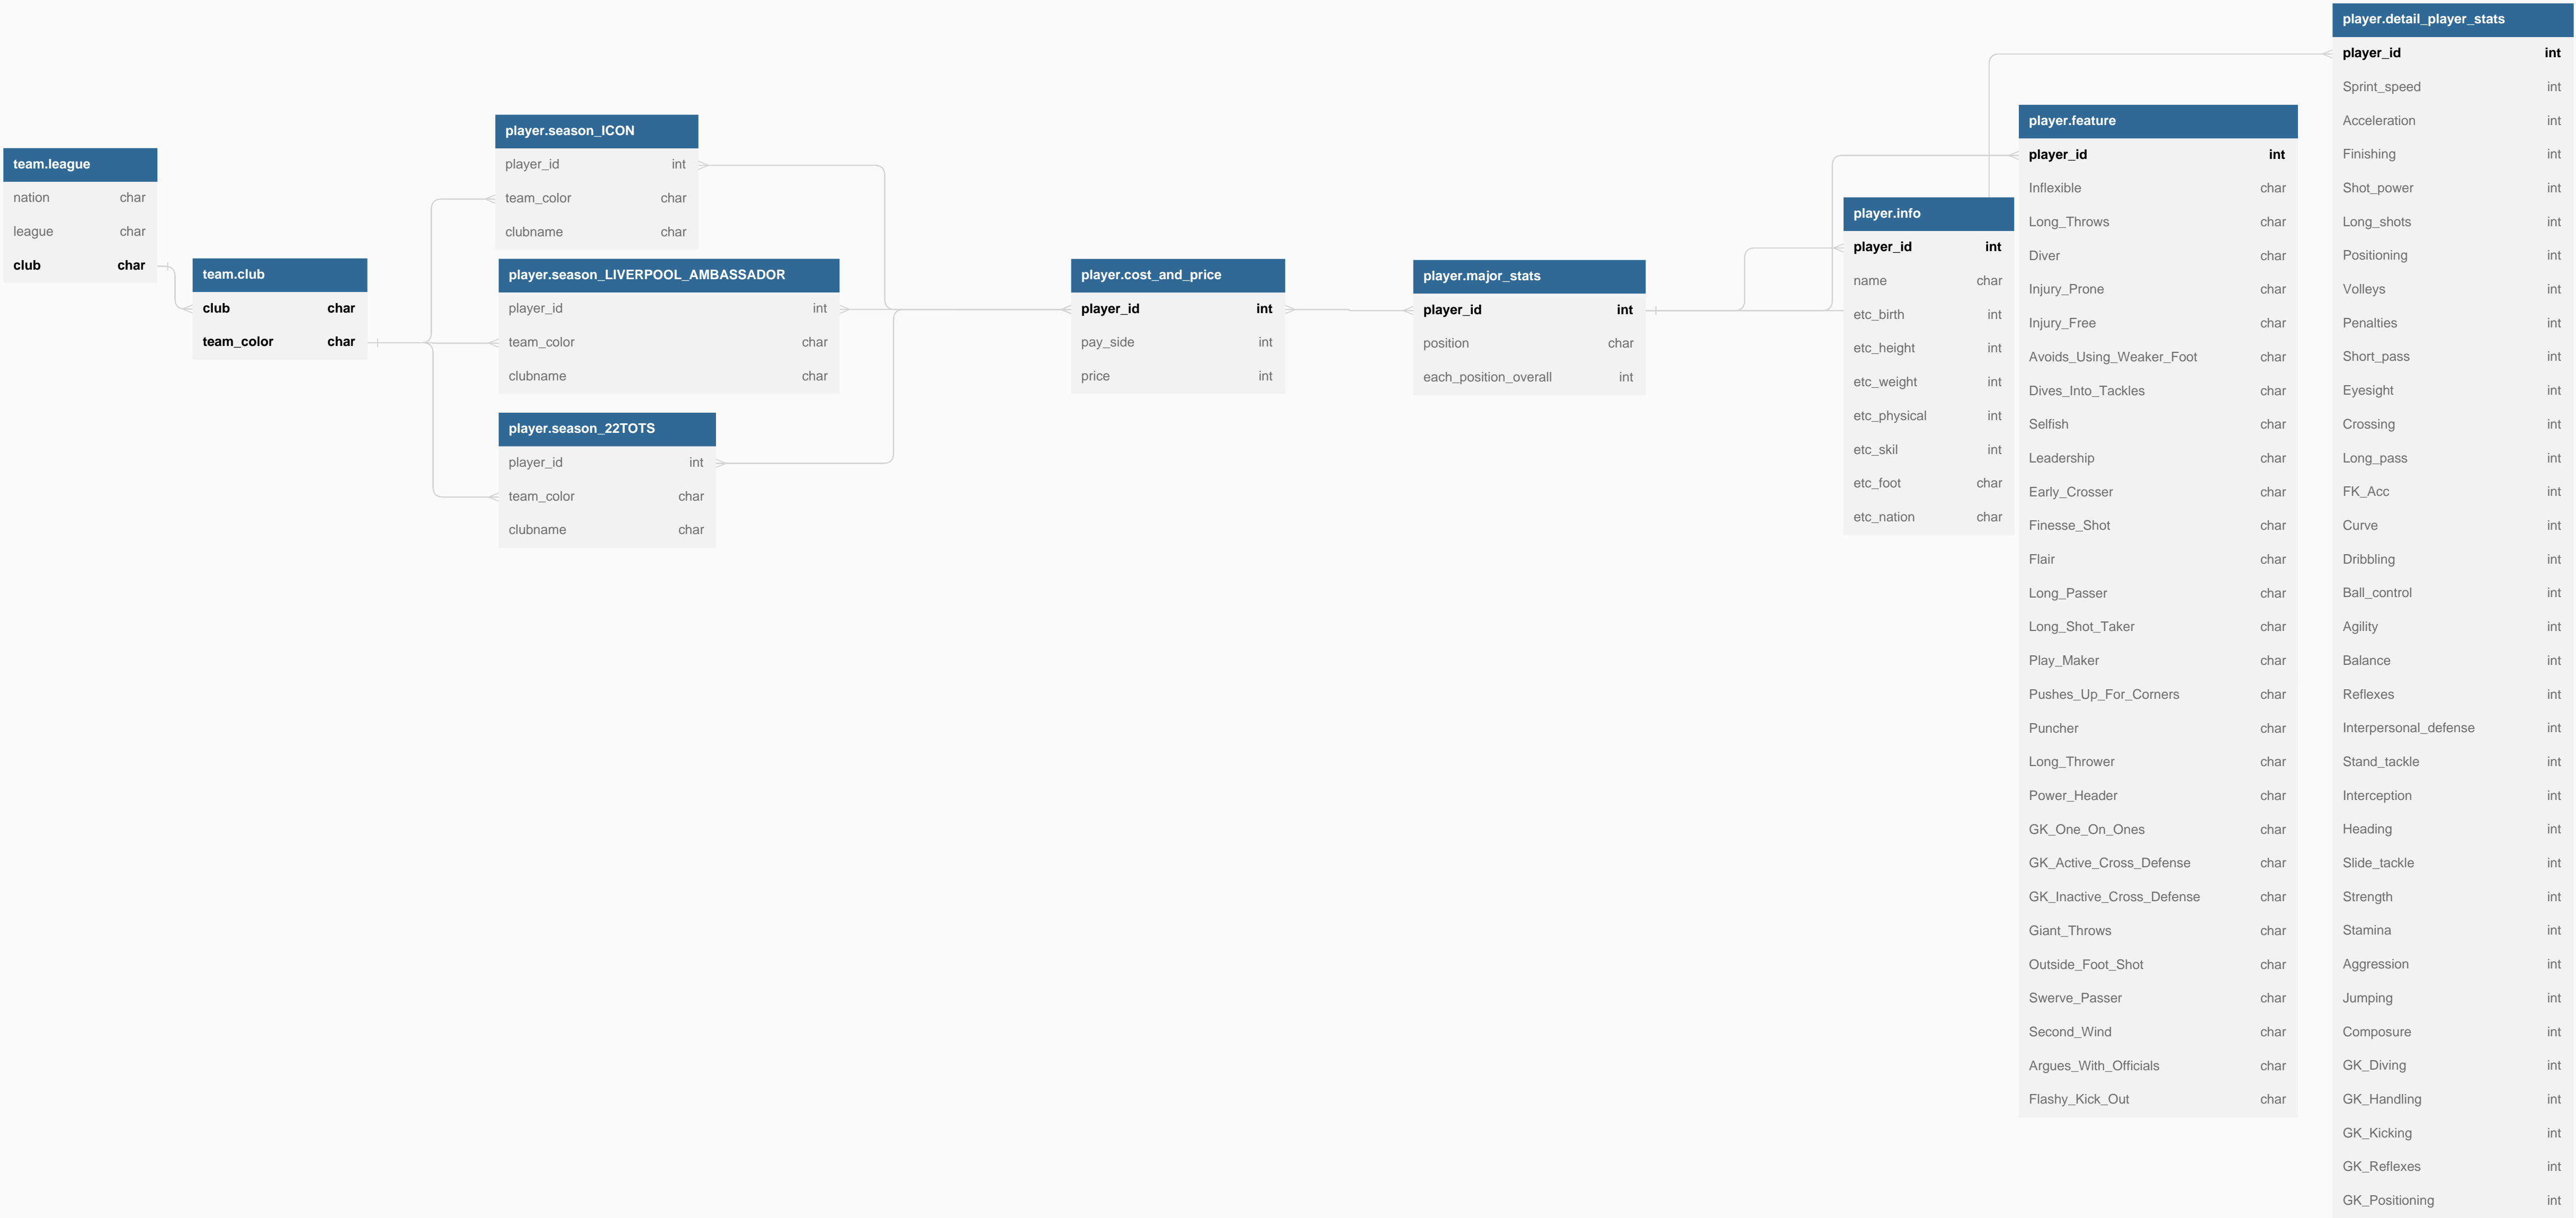 team.league
nation char
league char
club char
team.club
club char
team_color char
player.season_ICON
player_id int
team_color char
clubname char
player.season_LIVERPOOL_AMBASSADOR
player_id int
team_color char
clubname char
player.season_22TOTS
player_id int
team_color char
clubname char
player.cost_and_price
player_id int
pay_side int
price int
player.major_stats
player_id int
position char
each_position_overall int
player.info
player_id int
name char
etc_birth int
etc_height int
etc_weight int
etc_physical int
etc_skil int
etc_foot char
etc_nation char
player.feature
player_id int
Inflexible char
Long_Throws char
Diver char
Injury_Prone char
Injury_Free char
Avoids_Using_Weaker_Foot char
Dives_Into_Tackles char
Selfish char
Leadership char
Early_Crosser char
Finesse_Shot char
Flair char
Long_Passer char
Long_Shot_Taker char
Play_Maker char
Pushes_Up_For_Corners char
Puncher char
Long_Thrower char
Power_Header char
GK_One_On_Ones char
GK_Active_Cross_Defense char
GK_Inactive_Cross_Defense char
Giant_Throws char
Outside_Foot_Shot char
Swerve_Passer char
Second_Wind char
Argues_With_Officials char
Flashy_Kick_Out char
player.detail_player_stats
player_id int
Sprint_speed int
Acceleration int
Finishing int
Shot_power int
Long_shots int
Positioning int
Volleys int
Penalties int
Short_pass int
Eyesight int
Crossing int
Long_pass int
FK_Acc int
Curve int
Dribbling int
Ball_control int
Agility int
Balance int
Reflexes int
Interpersonal_defense int
Stand_tackle int
Interception int
Heading int
Slide_tackle int
Strength int
Stamina int
Aggression int
Jumping int
Composure int
GK_Diving int
GK_Handling int
GK_Kicking int
GK_Reflexes int
GK_Positioning int